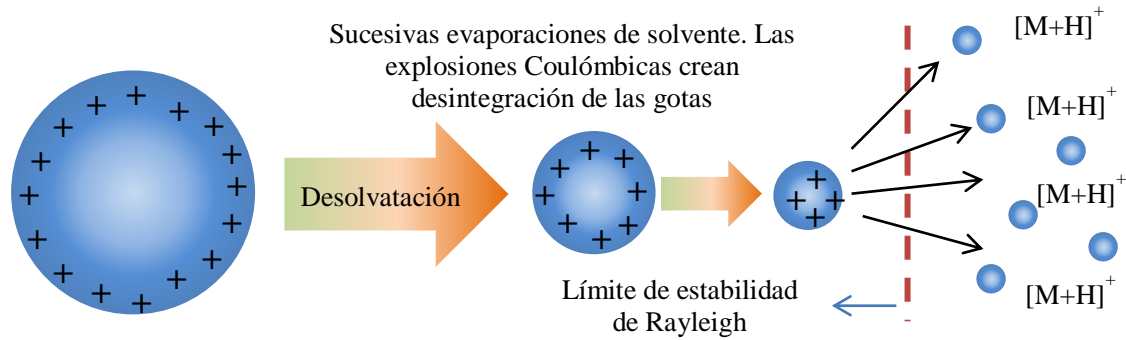 Sucesivas evaporaciones de solvente. Las
explosiones Coulómbicas crean
desintegración de las gotas
Desolvatación
Límite de estabilidad
de Rayleigh
[M+H]⁺
[M+H]⁺
[M+H]⁺
[M+H]⁺